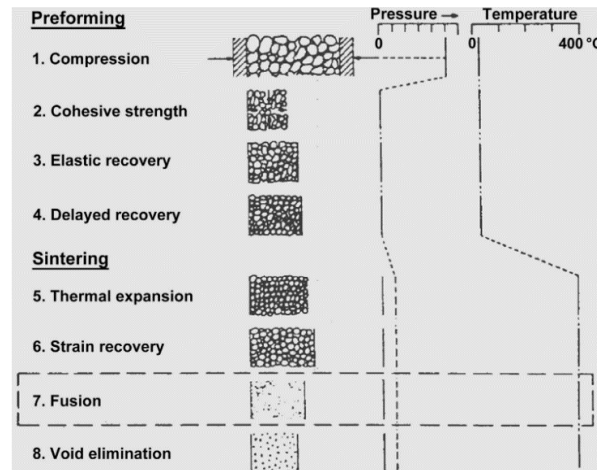 Preforming
Pressure → Temperature
0 0 400 °C
1. Compression
2. Cohesive strength
3. Elastic recovery
4. Delayed recovery
Sintering
5. Thermal expansion
6. Strain recovery
7. Fusion
8. Void elimination